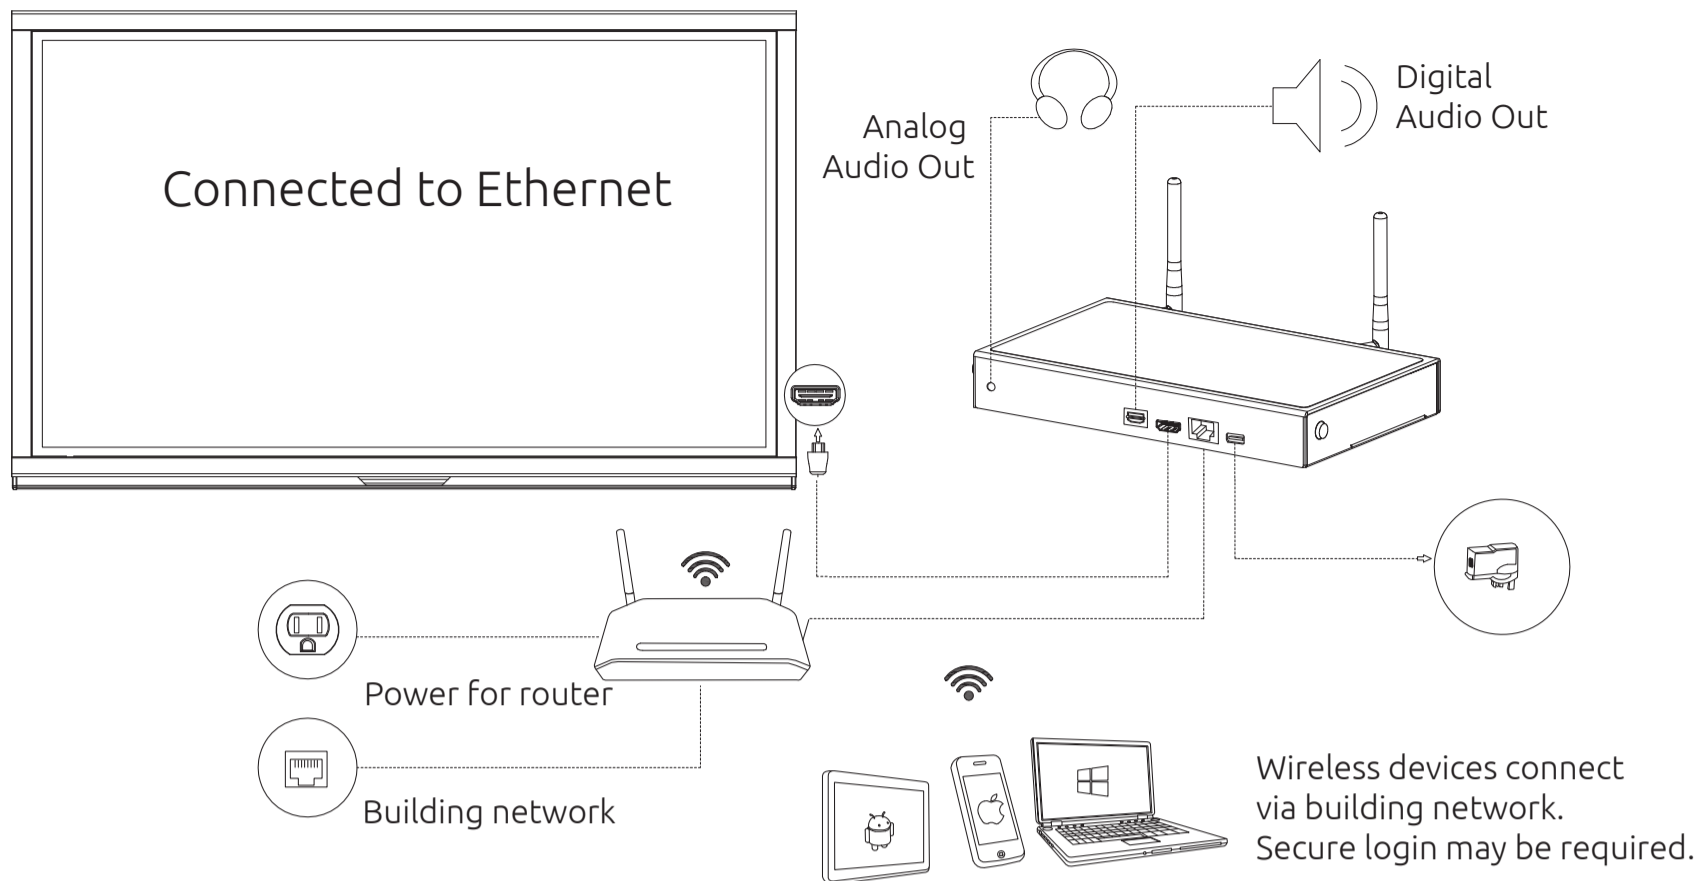 Connected to Ethernet
Analog
Audio Out
Digital
Audio Out
Power for router
Building network
Wireless devices connect
via building network.
Secure login may be required.